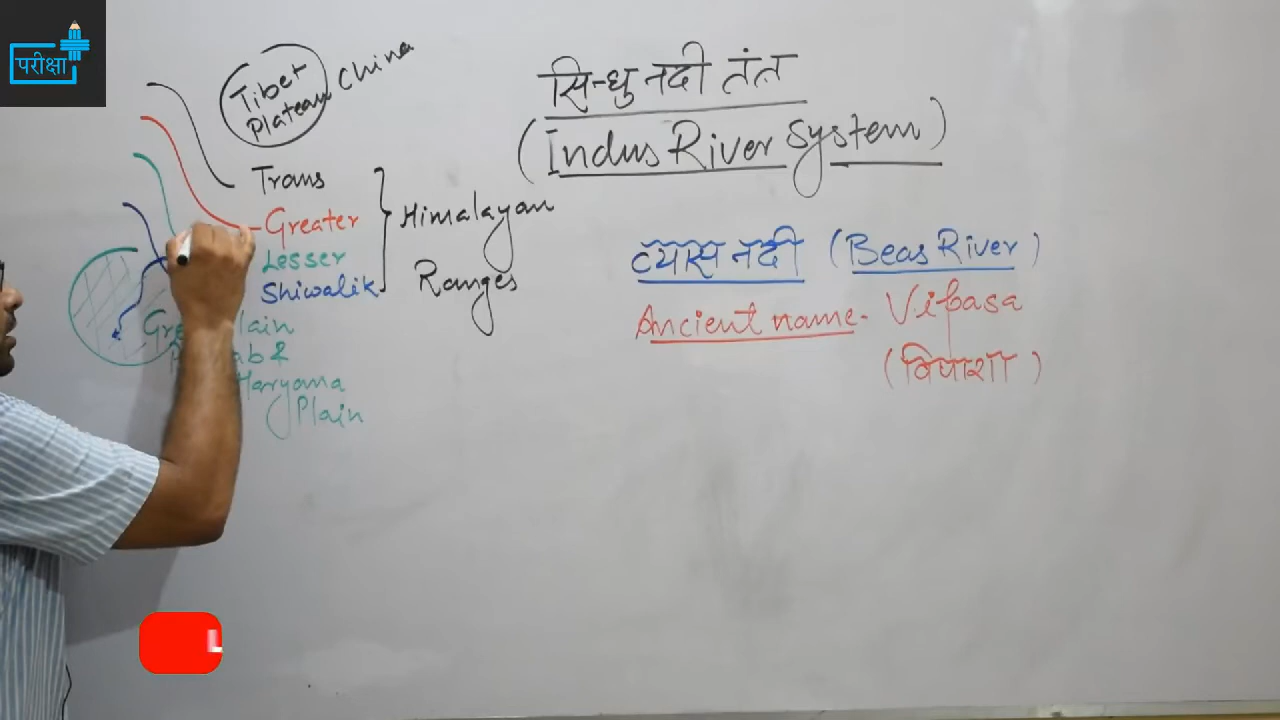 परीक्षा
Tibet
Plateau China
सिन्धु नदी तंत्र
(Indus River System)
Trans
Greater
Lesser
Shiwalik
Himalayan
Ranges
व्यास नदी (Beas River)
Ancient name- Vipasa
(विपाशा)
Haryana
Plain